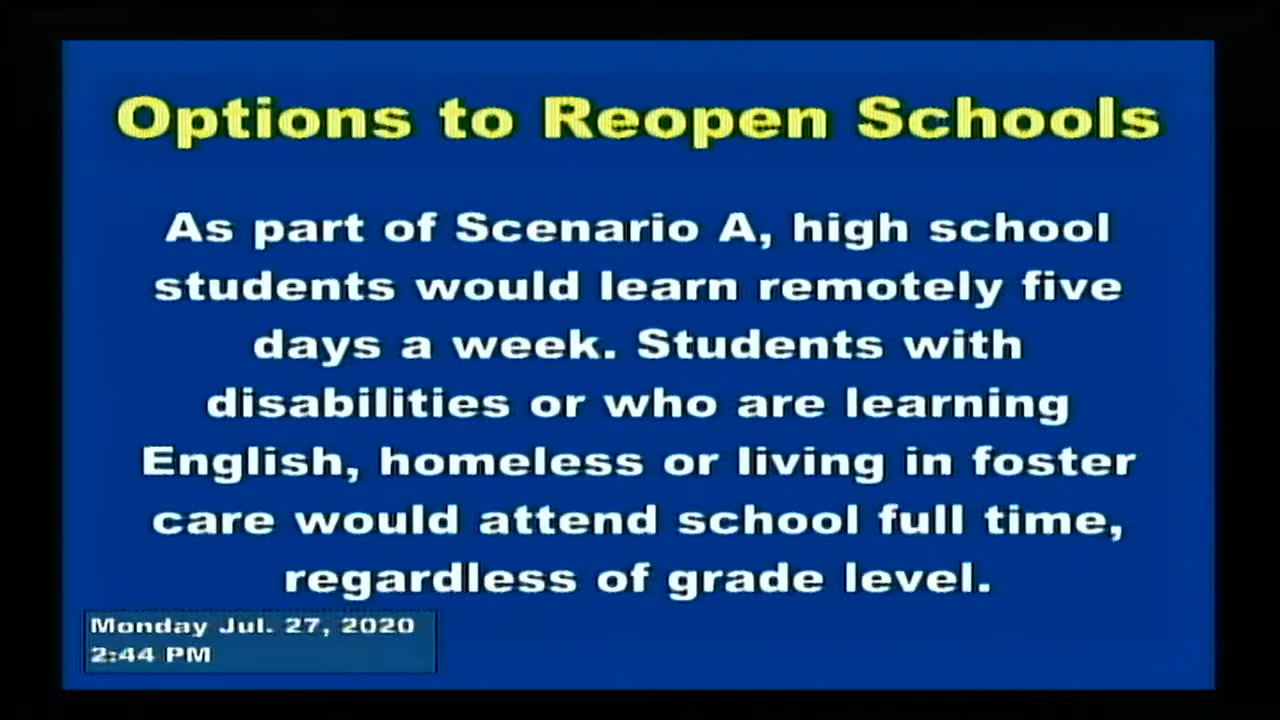 Options to Reopen Schools
As part of Scenario A, high school
students would learn remotely five
days a week. Students with
disabilities or who are learning
English, homeless or living in foster
care would attend school full time,
regardless of grade level.
Monday Jul. 27, 2020
2:44 PM